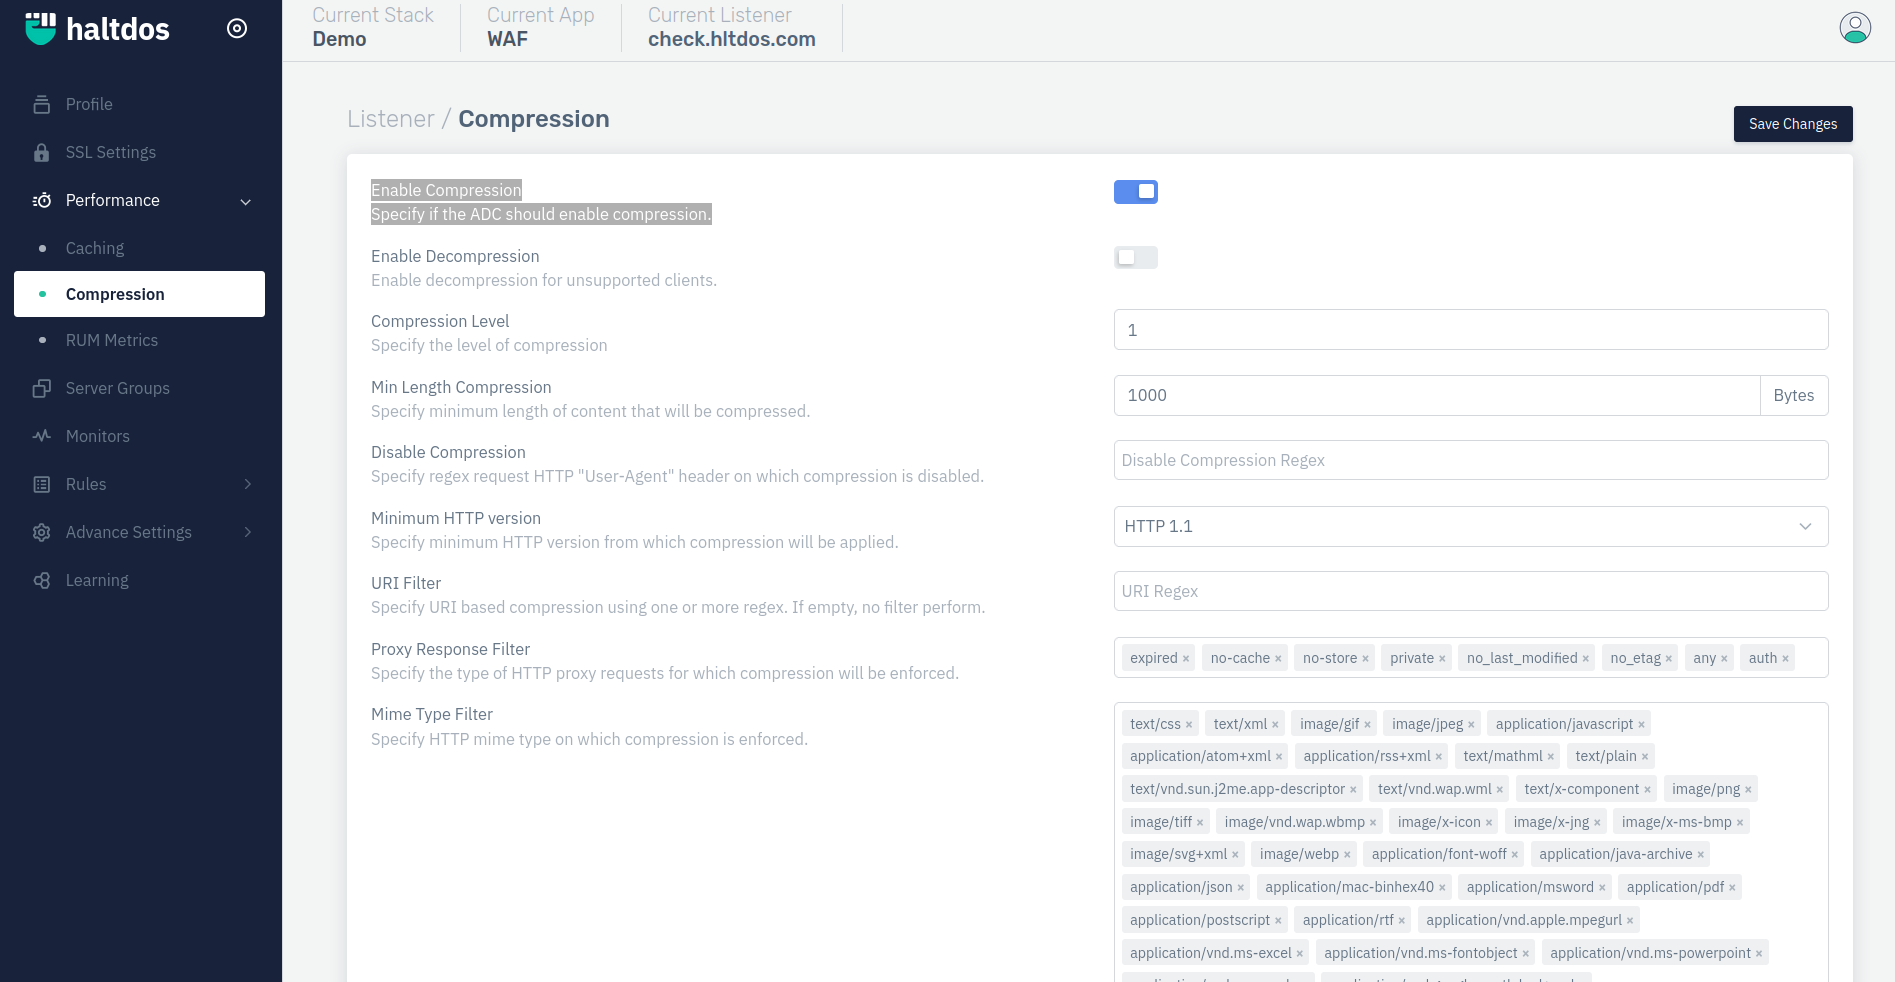 haltdos
Current Stack
Demo
Current App
WAF
Current Listener
check.hltdos.com
Profile
SSL Settings
Performance
Caching
Compression
RUM Metrics
Server Groups
Monitors
Rules
Advance Settings
Learning
Listener / Compression
Save Changes
Enable Compression
Specify if the ADC should enable compression.
Enable Decompression
Enable decompression for unsupported clients.
Compression Level
Specify the level of compression
1
Min Length Compression
Specify minimum length of content that will be compressed.
1000 Bytes
Disable Compression
Specify regex request HTTP "User-Agent" header on which compression is disabled.
Disable Compression Regex
Minimum HTTP version
Specify minimum HTTP version from which compression will be applied.
HTTP 1.1
URI Filter
Specify URI based compression using one or more regex. If empty, no filter perform.
URI Regex
Proxy Response Filter
Specify the type of HTTP proxy requests for which compression will be enforced.
expired × no-cache × no-store × private × no_last_modified × no_etag × any × auth ×
Mime Type Filter
Specify HTTP mime type on which compression is enforced.
text/css × text/xml × image/gif × image/jpeg × application/javascript ×
application/atom+xml × application/rss+xml × text/mathml × text/plain ×
text/vnd.sun.j2me.app-descriptor × text/vnd.wap.wml × text/x-component × image/png ×
image/tiff × image/vnd.wap.wbmp × image/x-icon × image/x-jng × image/x-ms-bmp ×
image/svg+xml × image/webp × application/font-woff × application/java-archive ×
application/json × application/mac-binhex40 × application/msword × application/pdf ×
application/postscript × application/rtf × application/vnd.apple.mpegurl ×
application/vnd.ms-excel × application/vnd.ms-fontobject × application/vnd.ms-powerpoint ×